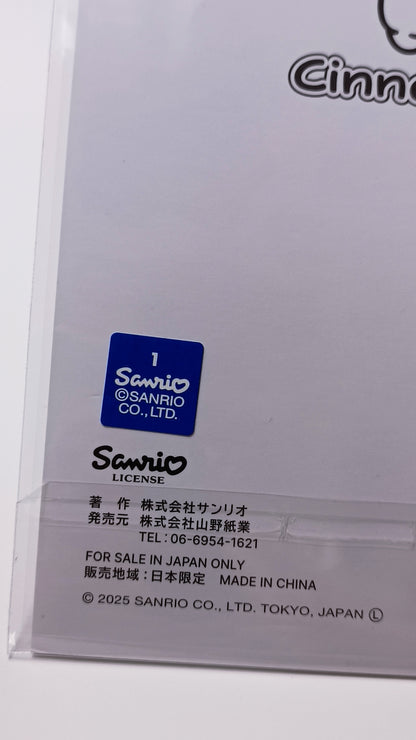 1
Sanrio
©SANRIO
CO.,LTD.
Sanrio
LICENSE
著 作 株式会社サンリオ
発売元 株式会社山野紙業
TEL：06-6954-1621
FOR SALE IN JAPAN ONLY
販売地域：日本限定 MADE IN CHINA
© 2025 SANRIO CO., LTD. TOKYO, JAPAN Ⓛ